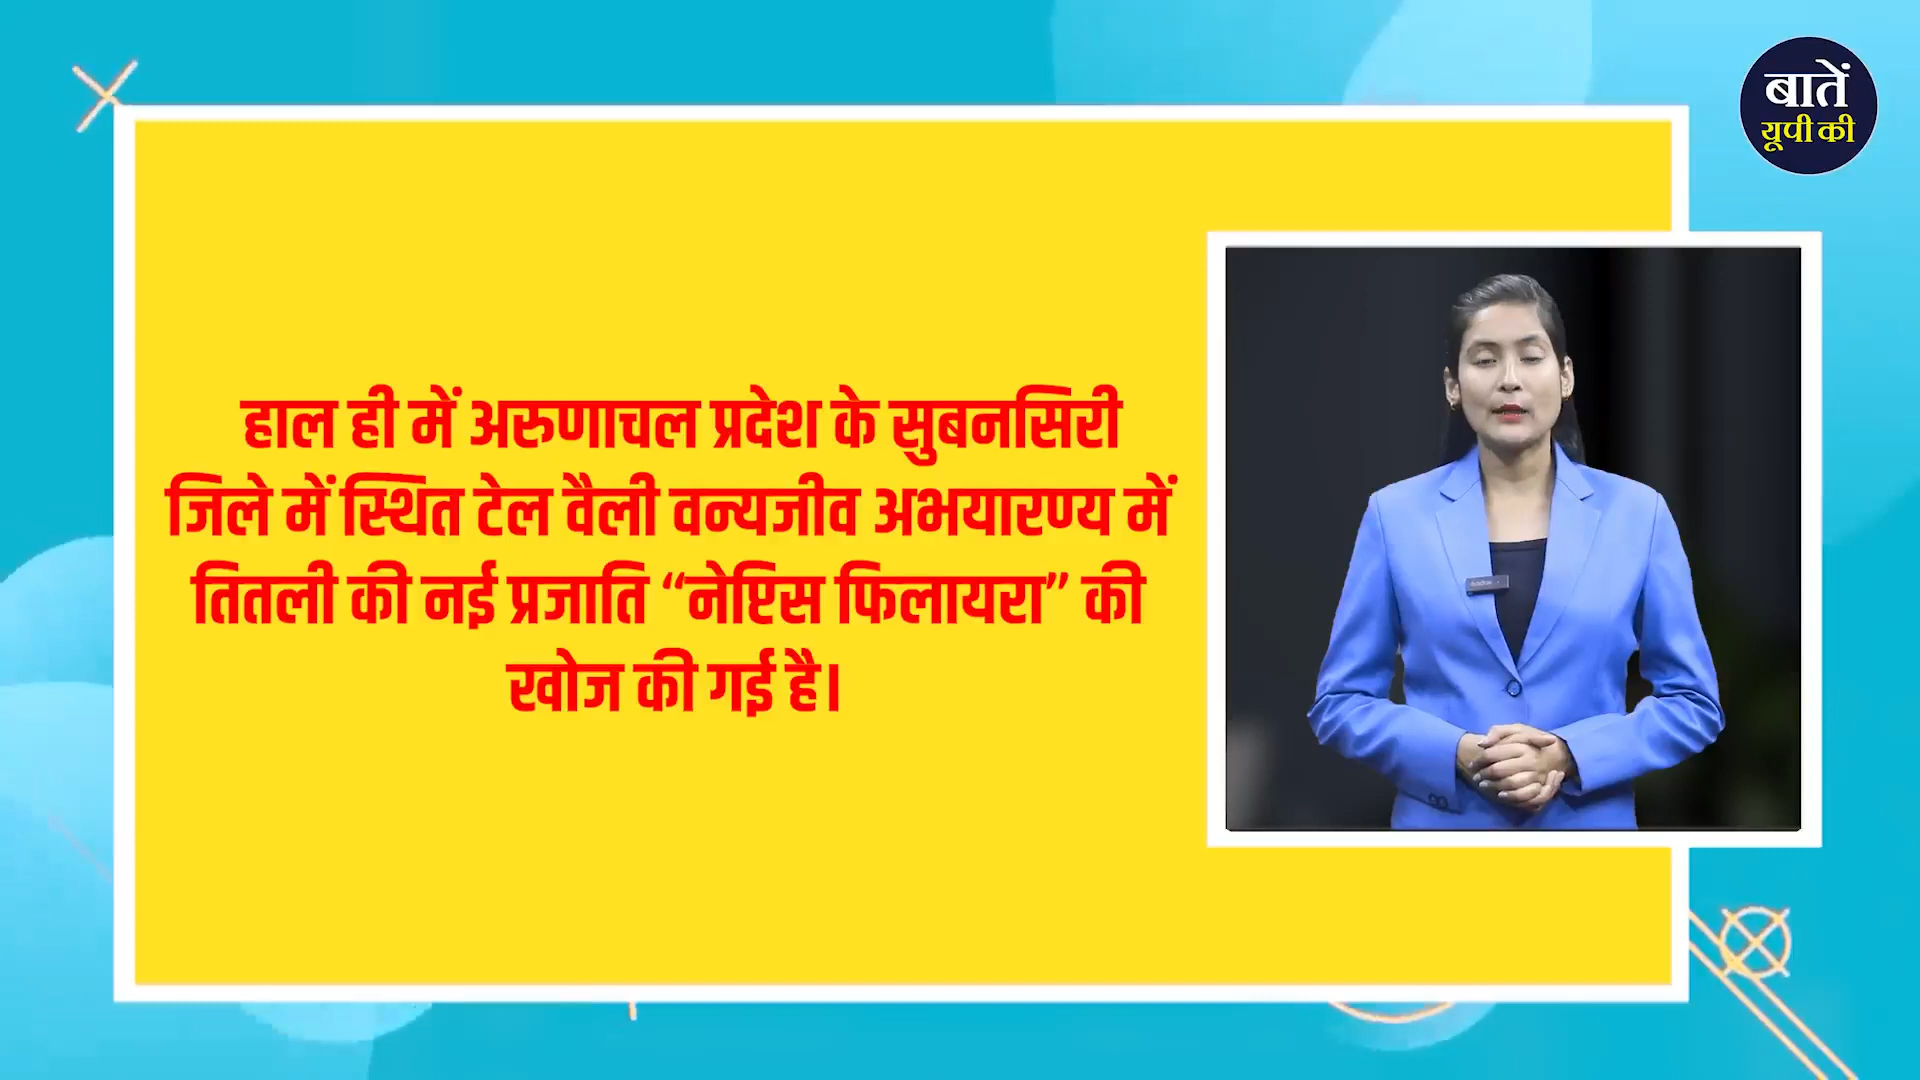 बातें
यूपी की
हाल ही में अरुणाचल प्रदेश के सुबनसिरी
जिले में स्थित टेल वैली वन्यजीव अभयारण्य में
तितली की नई प्रजाति “नेप्टिस फिलायरा” की
खोज की गई है।